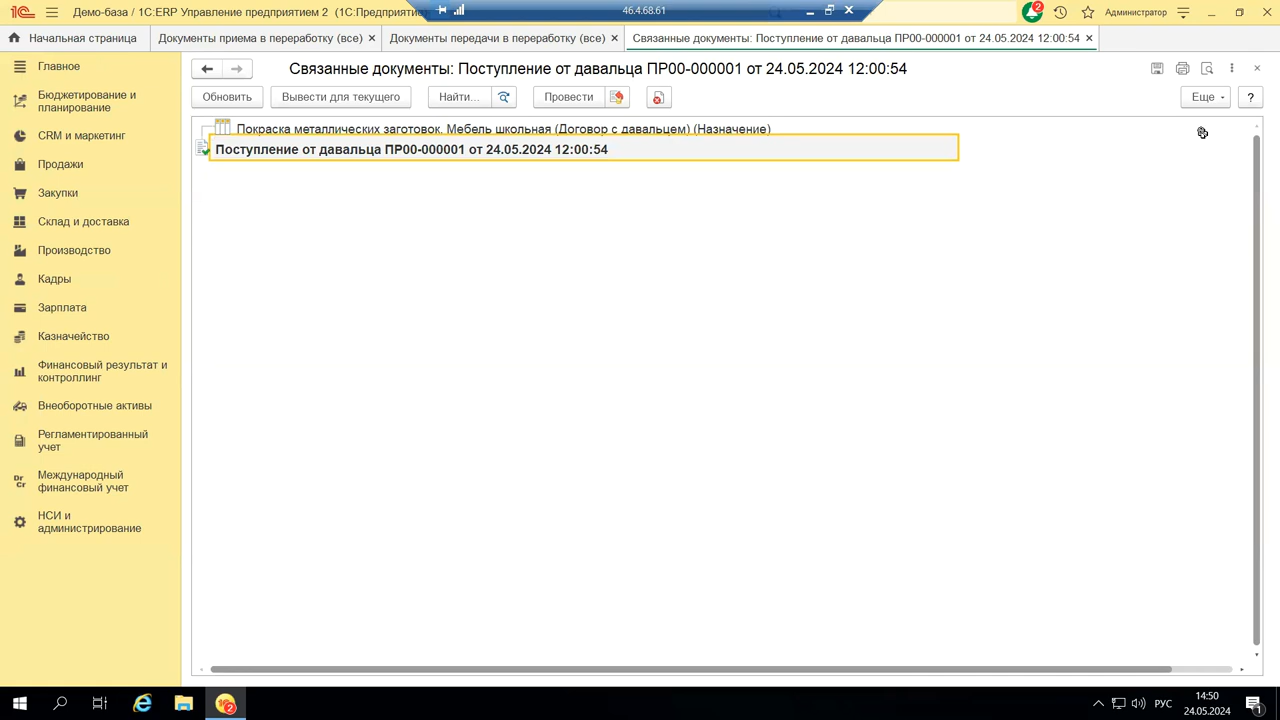 Демо-база / 1С:ERP Управление предприятием 2 (1С:Предприятие
46.4.68.61
2
Администратор
Начальная страница
Документы приема в переработку (все)
Документы передачи в переработку (все)
Связанные документы: Поступление от давальца ПР00-000001 от 24.05.2024 12:00:54
Главное
Бюджетирование и
планирование
CRM и маркетинг
Продажи
Закупки
Склад и доставка
Производство
Кадры
Зарплата
Казначейство
Финансовый результат и
контроллинг
Внеоборотные активы
Регламентированный
учет
Dr
Cr
Международный
финансовый учет
НСИ и
администрирование
Связанные документы: Поступление от давальца ПР00-000001 от 24.05.2024 12:00:54
Обновить
Вывести для текущего
Найти...
Провести
Еще
?
Покраска металлических заготовок. Мебель школьная (Договор с давальцем) (Назначение)
Поступление от давальца ПР00-000001 от 24.05.2024 12:00:54
2
РУС
14:50
24.05.2024
1